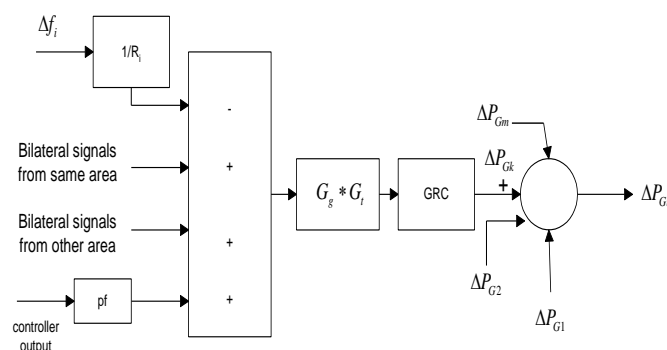 Δf_i
1/R_i
-
Bilateral signals
from same area
+
Bilateral signals
from other area
+
pf
+
controller
output
G_g * G_t
GRC
ΔP_Gm
ΔP_Gk
+
ΔP_G2
ΔP_G1
ΔP_G